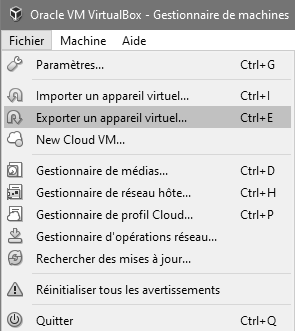 Oracle VM VirtualBox - Gestionnaire de machines
Fichier Machine Aide
Paramètres... Ctrl+G
Importer un appareil virtuel... Ctrl+I
Exporter un appareil virtuel... Ctrl+E
New Cloud VM...
Gestionnaire de médias... Ctrl+D
Gestionnaire de réseau hôte... Ctrl+H
Gestionnaire de profil Cloud... Ctrl+P
Gestionnaire d'opérations réseau...
Rechercher des mises à jour...
Réinitialiser tous les avertissements
Quitter Ctrl+Q